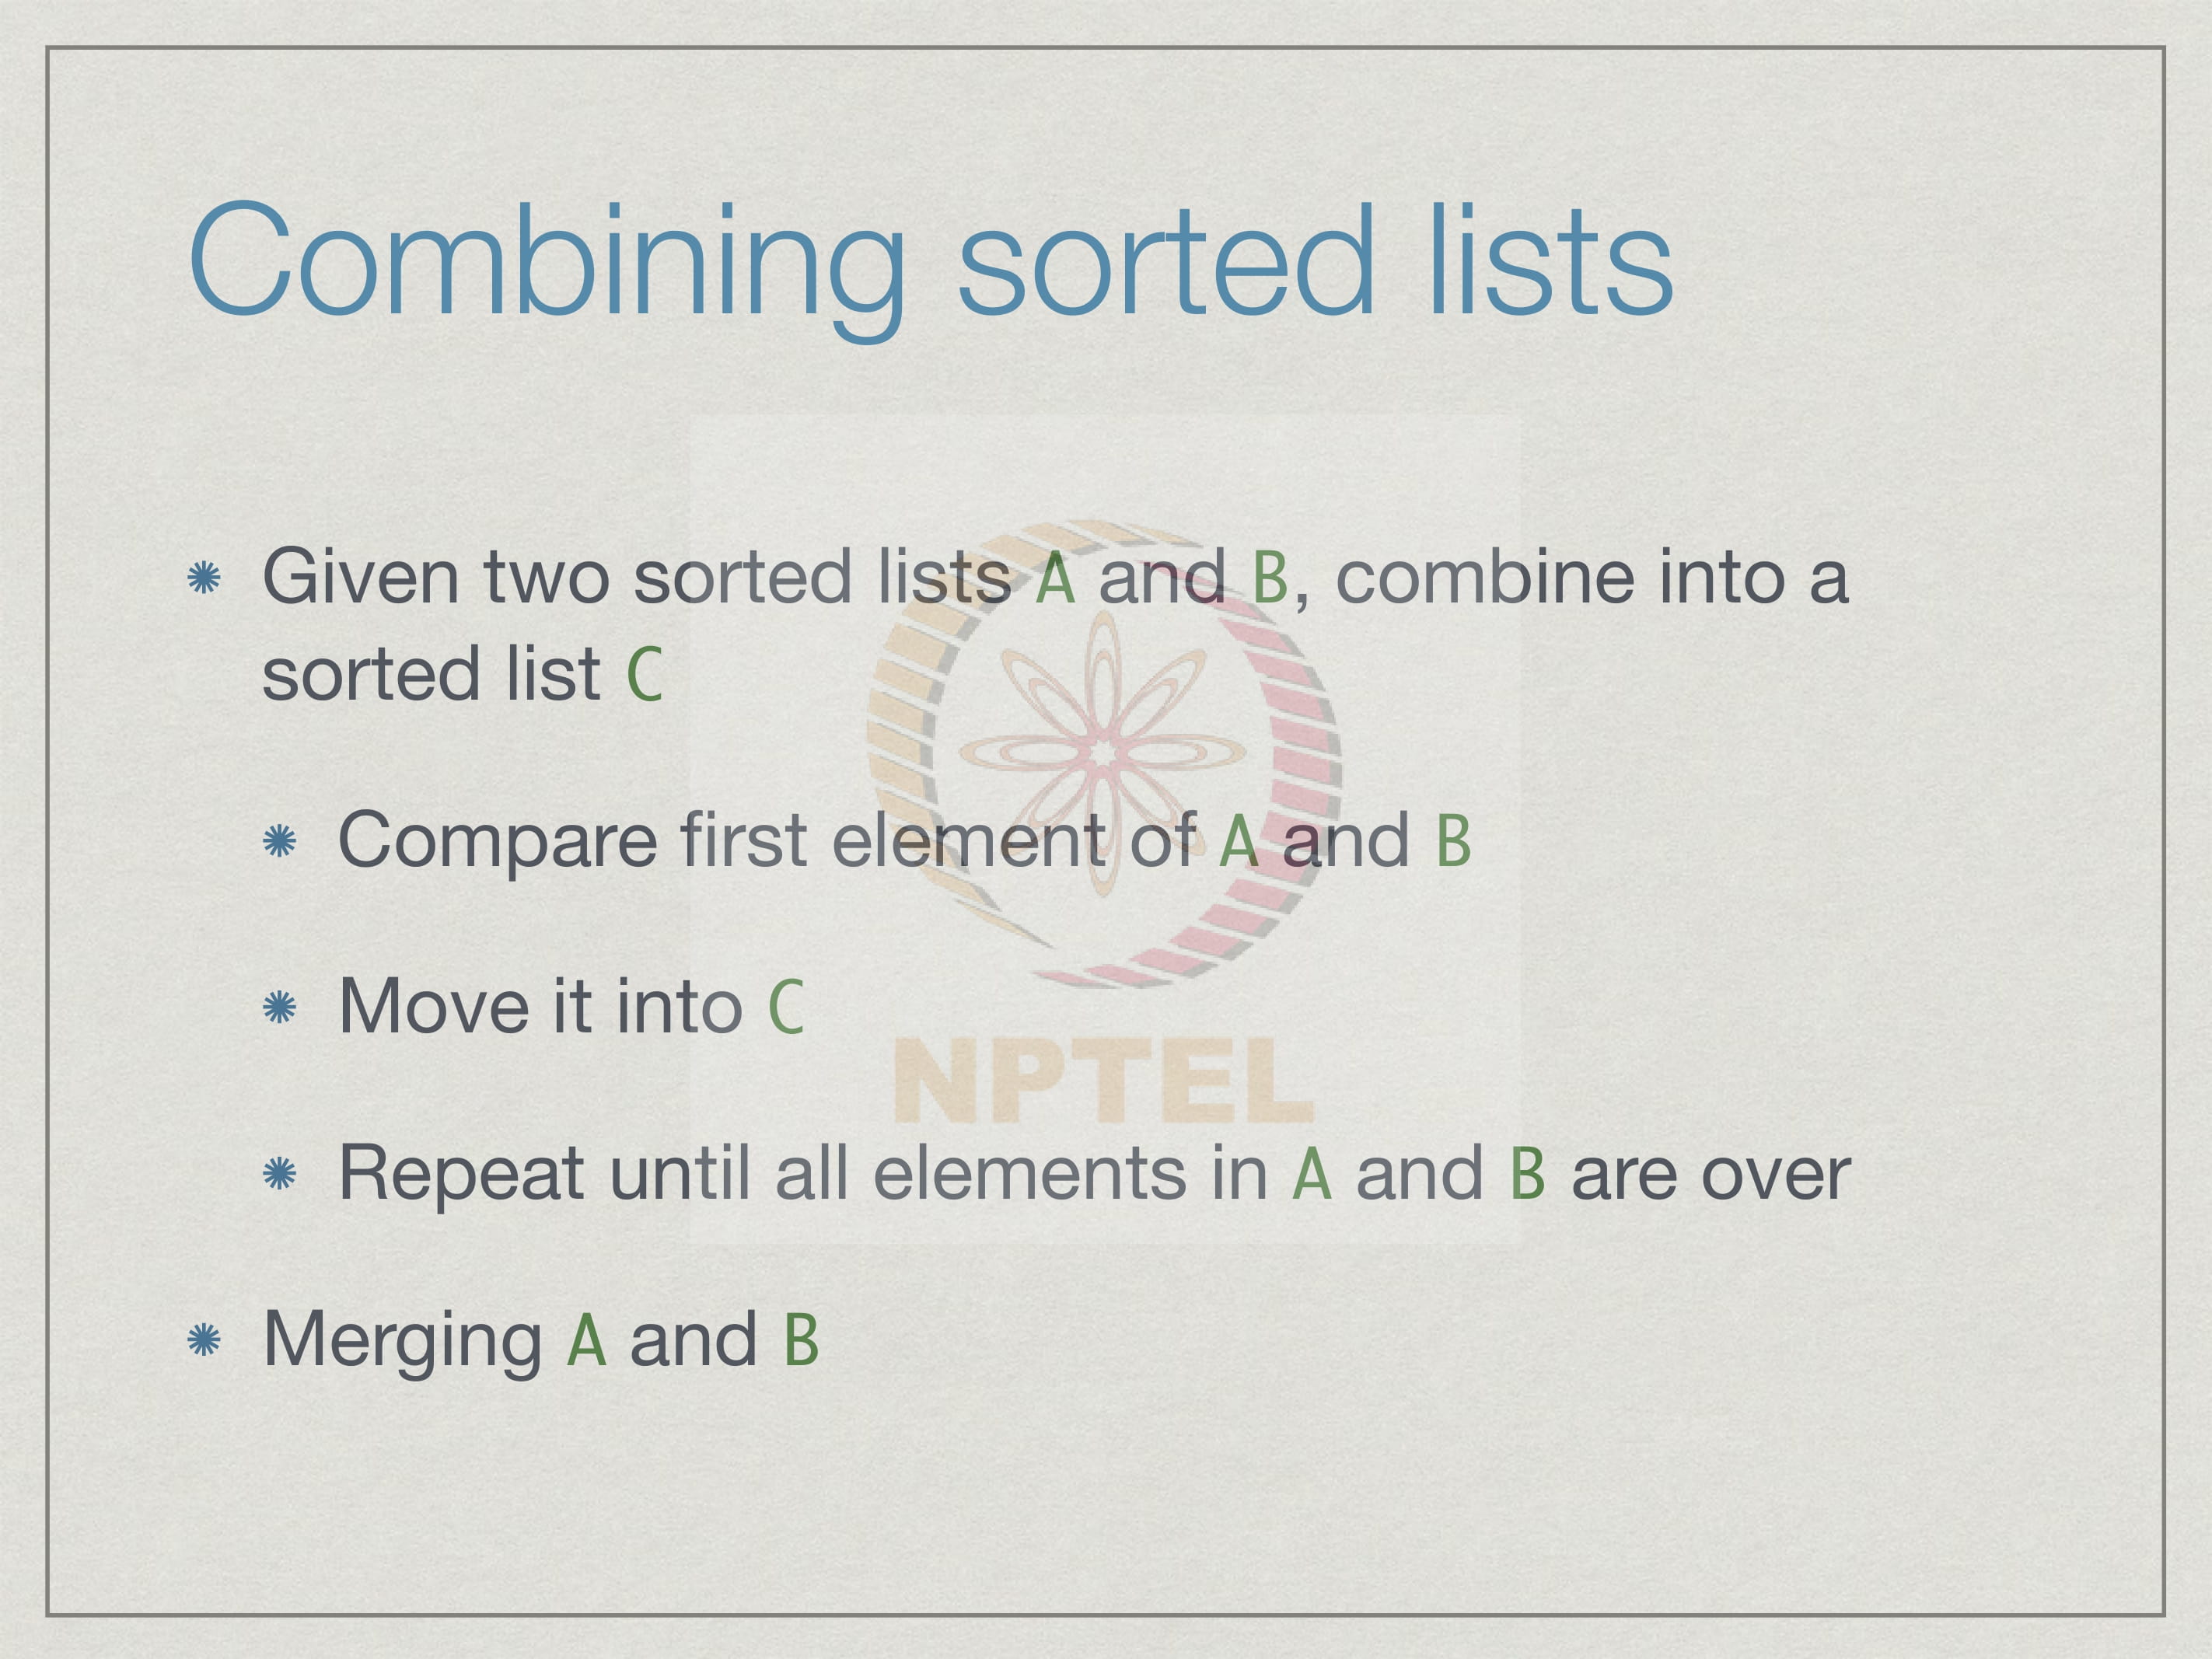 Combining sorted lists
Given two sorted lists A and B, combine into a
sorted list C
Compare first element of A and B
Move it into C
NPTEL
Repeat until all elements in A and B are over
Merging A and B